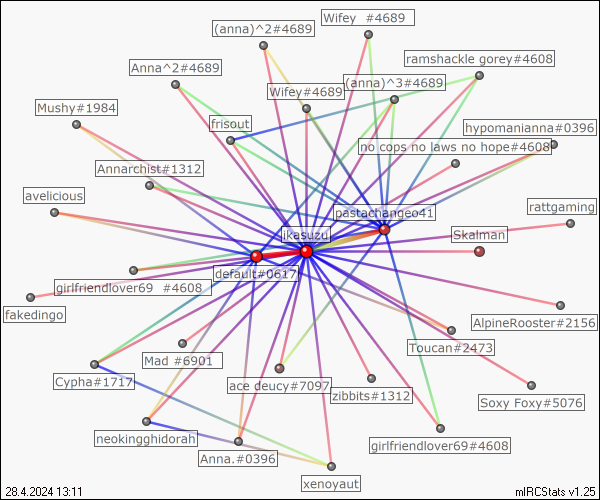 Wifey  #4689
(anna)^2#4689
ramshackle gorey#4608
Anna^2#4689
(anna)^3#4689
Wifey#4689
Mushy#1984
frisout
hypomanianna#0396
no cops no laws no hope#4608
Annarchist#1312
avelicious
pastachangeo41
rattgaming
ikasuzu
Skalman
default#0617
girlfriendlover69  #4608
fakedingo
AlpineRooster#2156
Toucan#2473
Mad #6901
Cypha#1717
ace deucy#7097
zibbits#1312
Soxy Foxy#5076
neokingghidorah
girlfriendlover69#4608
Anna.#0396
xenoyaut
28.4.2024 13:11
mIRCStats v1.25